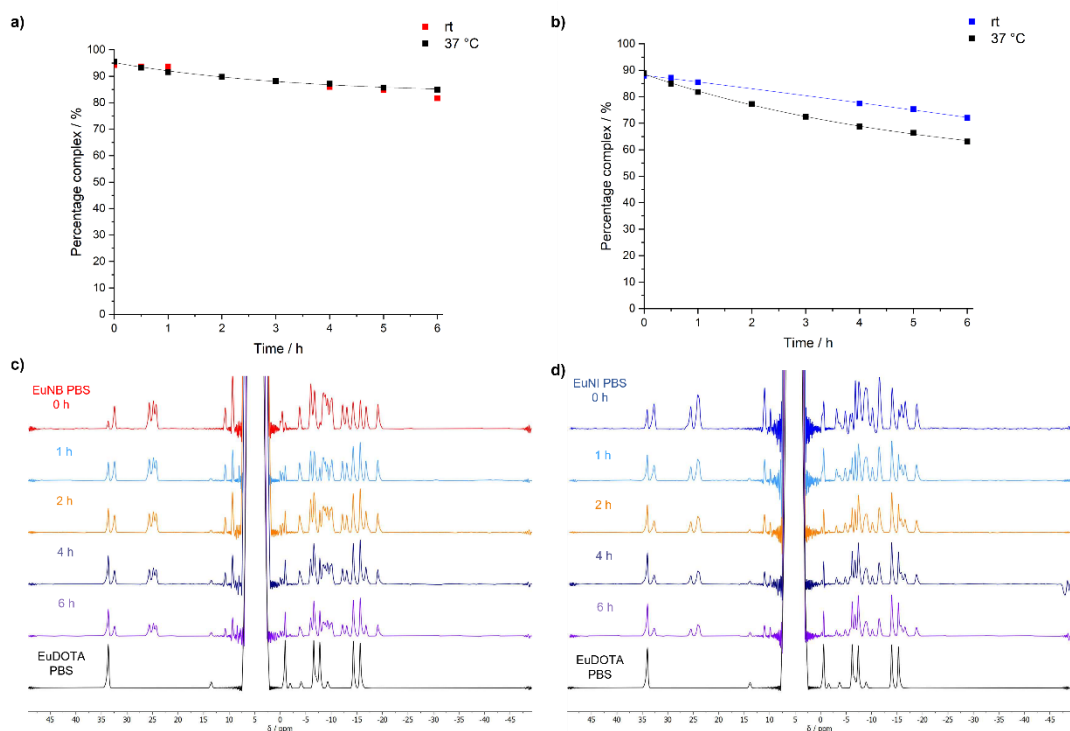 a)
rt
37 °C
100
90
80
70
60
50
40
30
20
10
0
Percentage complex / %
0 1 2 3 4 5 6
Time / h
b)
rt
37 °C
100
90
80
70
60
50
40
30
20
10
0
Percentage complex / %
0 1 2 3 4 5 6
Time / h
c)
EuNB PBS
0 h
1 h
2 h
4 h
6 h
EuDOTA
PBS
45 40 35 30 25 20 15 10 5 0 -5 -10 -15 -20 -25 -30 -35 -40 -45
δ / ppm
d)
EuNI PBS
0 h
1 h
2 h
4 h
6 h
EuDOTA
PBS
45 40 35 30 25 20 15 10 5 0 -5 -10 -15 -20 -25 -30 -35 -40 -45
δ / ppm